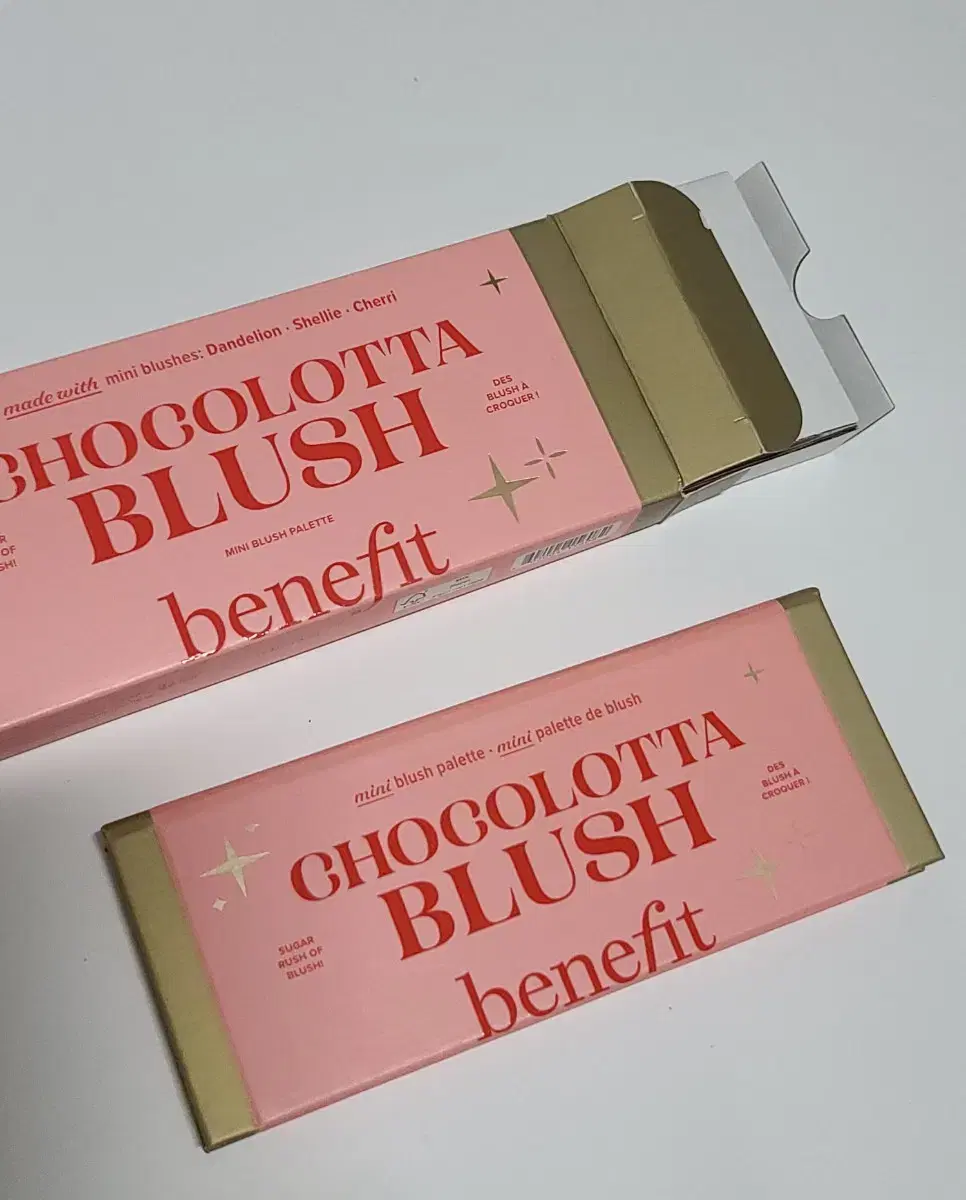 made with mini blushes: Dandelion · Shellie · Cherri
CHOCOLOTTA
BLUSH
DES
BLUSH À
CROQUER !
MINI BLUSH PALETTE
benefit
mini blush palette · mini palette de blush
CHOCOLOTTA
BLUSH
DES
BLUSH À
CROQUER !
SUGAR
RUSH OF
BLUSH!
benefit